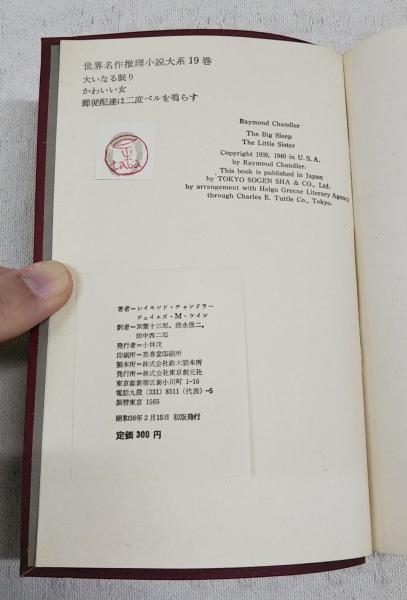 世界名作推理小説大系 19 巻
大いなる眠り
かわいい女
郵便配達は二度ベルを鳴らす
Raymond Chandler
The Big Sleep
The Little Sister
Copyright 1939, 1940 in U. S. A.
by Raymond Chandler.
This book is published in Japan
by TOKYO SOGEN SHA & CO., Ltd.
by arrangement with Helga Greene Literary Agency
through Charles E. Tuttle Co., Tokyo.
taba
著者=レイモンド・チャンドラー
ジェイムズ・M・ケイン
訳者=双葉十三郎。清水俊二。
田中西二郎
発行者=小林茂
印刷所=思春堂印刷所
製本所=株式会社鈴木製本所
発行所=株式会社東京創元社
東京都新宿区新小川町 1-16
電話九段 (331) 8511 (代表)-5
振替東京 1565
昭和36年2月15日 初版発行
定価 300 円